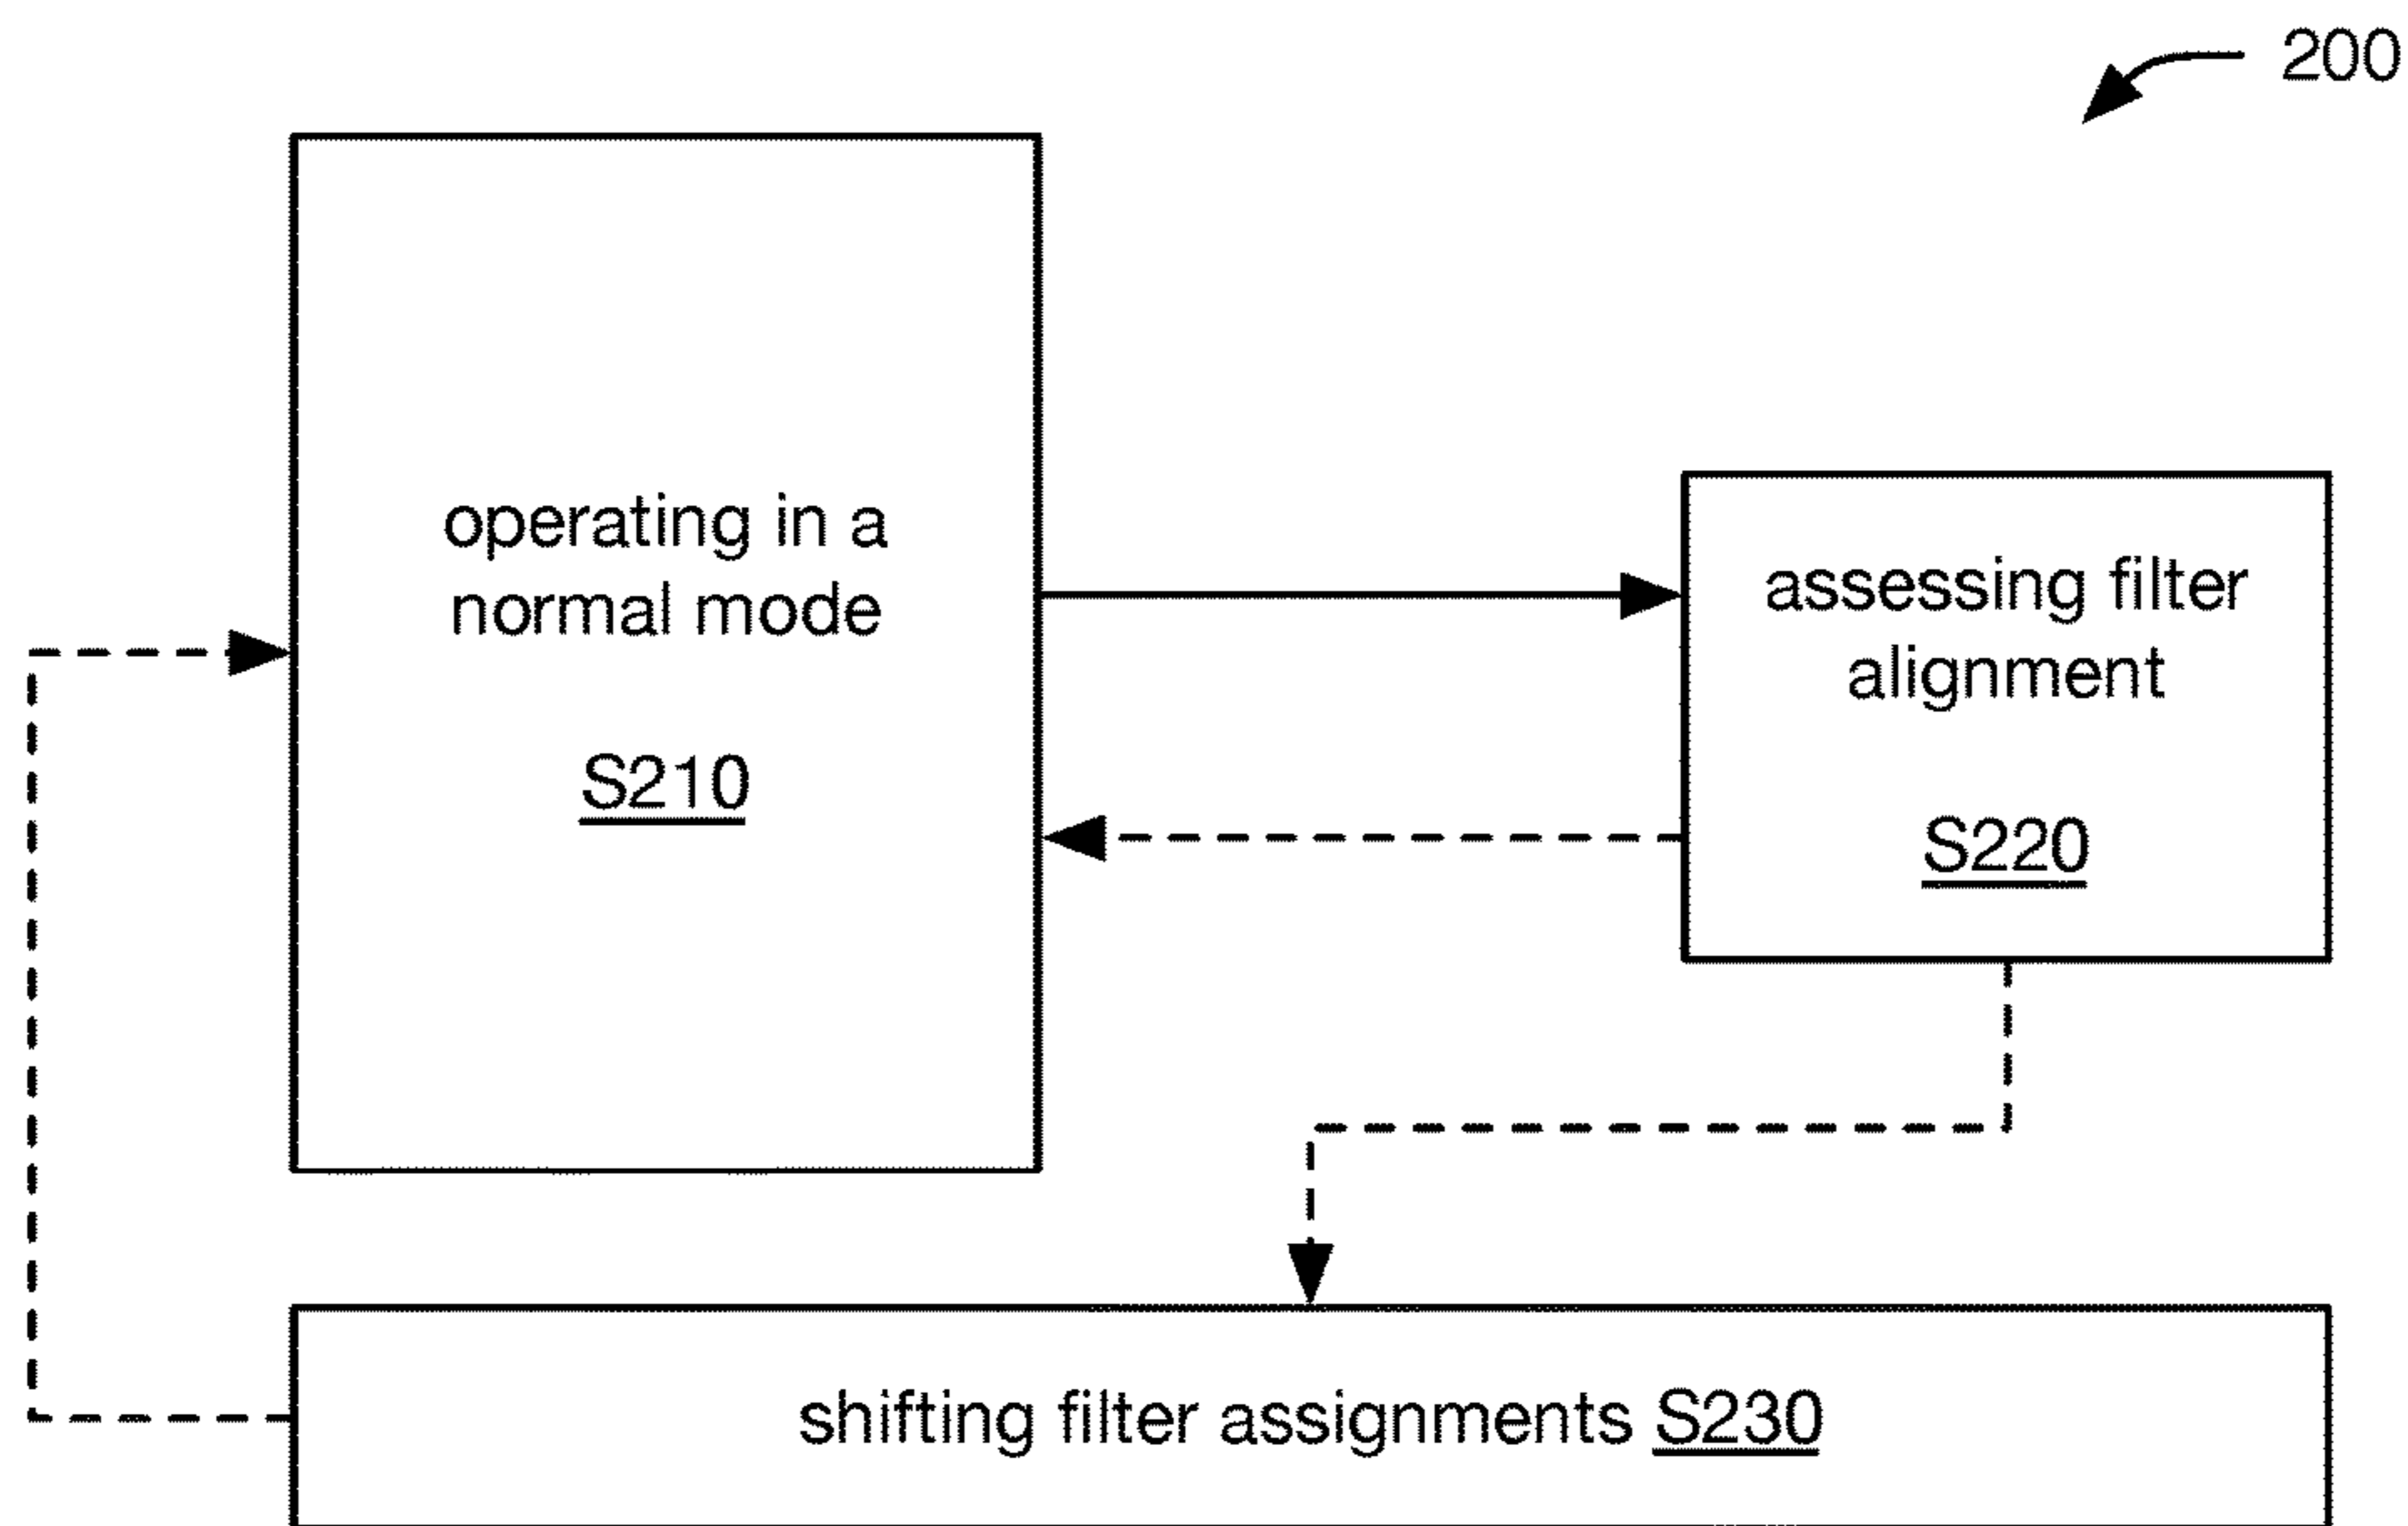 200
operating in a
normal mode
S210
assessing filter
alignment
S220
shifting filter assignments S230